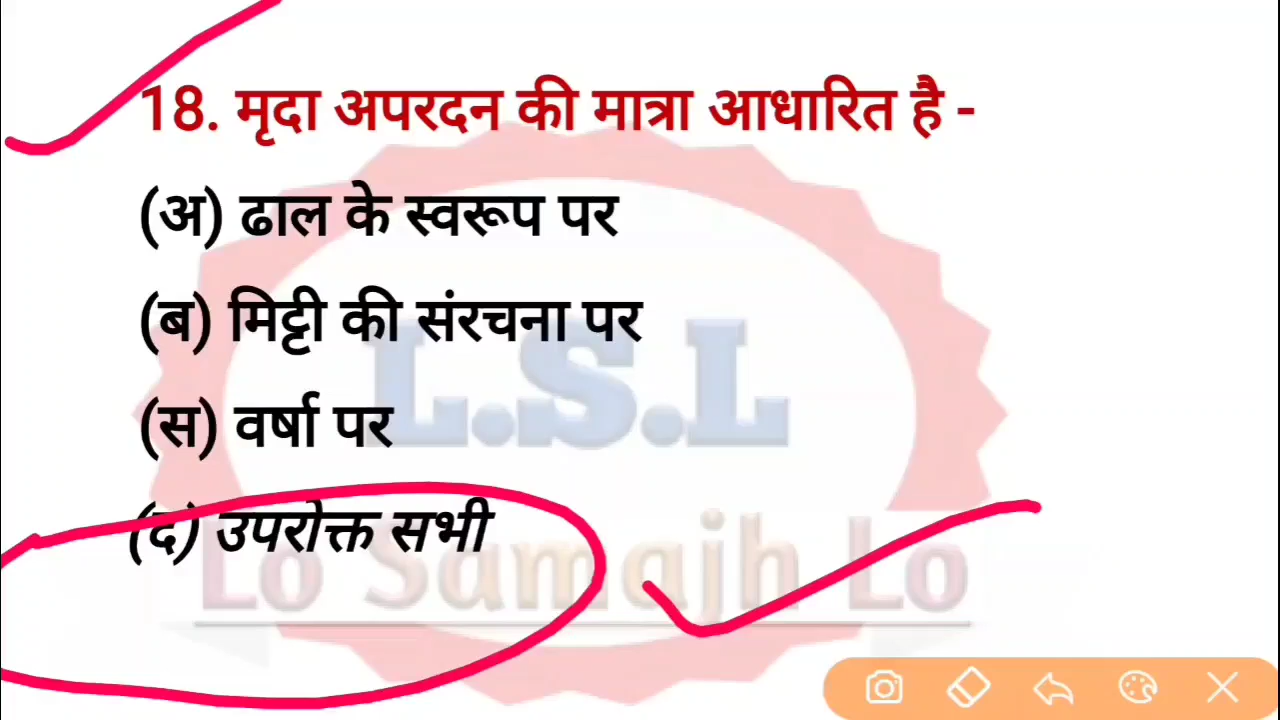 18. मृदा अपरदन की मात्रा आधारित है -
(अ) ढाल के स्वरूप पर
(ब) मिट्टी की संरचना पर
(स) वर्षा पर
(द) उपरोक्त सभी
L.S.L
Lo Samajh Lo